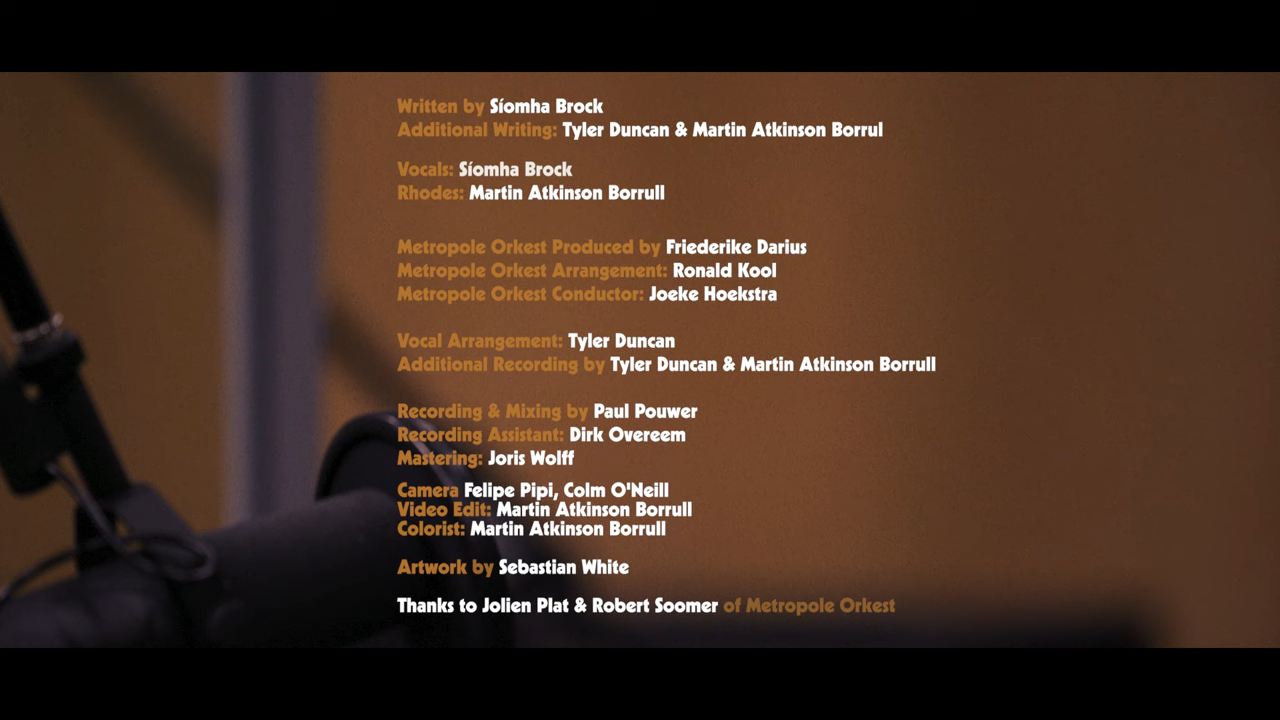 Written by Síomha Brock
Additional Writing: Tyler Duncan & Martin Atkinson Borrul
Vocals: Síomha Brock
Rhodes: Martin Atkinson Borrull
Metropole Orkest Produced by Friederike Darius
Metropole Orkest Arrangement: Ronald Kool
Metropole Orkest Conductor: Joeke Hoekstra
Vocal Arrangement: Tyler Duncan
Additional Recording by Tyler Duncan & Martin Atkinson Borrull
Recording & Mixing by Paul Pouwer
Recording Assistant: Dirk Overeem
Mastering: Joris Wolff
Camera Felipe Pipi, Colm O'Neill
Video Edit: Martin Atkinson Borrull
Colorist: Martin Atkinson Borrull
Artwork by Sebastian White
Thanks to Jolien Plat & Robert Soomer of Metropole Orkest